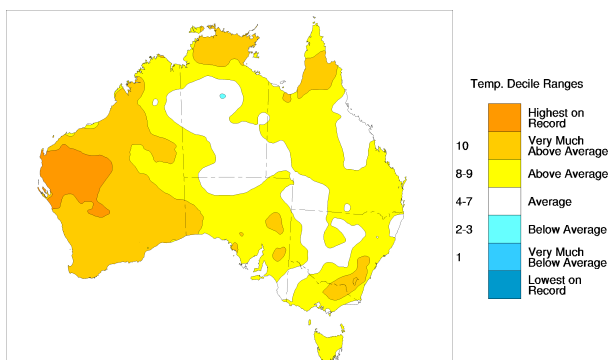 Temp. Decile Ranges
Highest on
Record
10
Very Much
Above Average
8-9
Above Average
4-7
Average
2-3
Below Average
1
Very Much
Below Average
Lowest on
Record